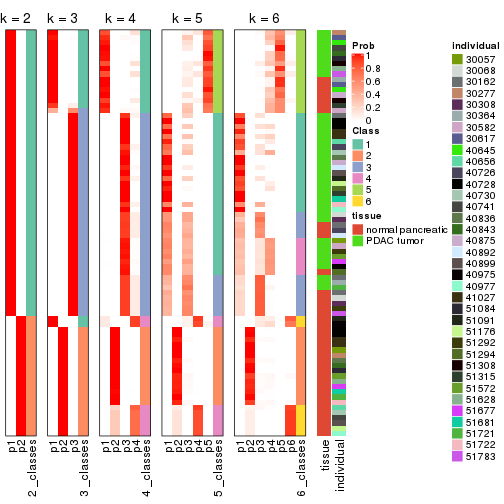 k = 2
k = 3
k = 4
k = 5
k = 6
p1
p2
2_classes
p1
p2
p3
3_classes
p1
p2
p3
p4
4_classes
p1
p2
p3
p4
p5
5_classes
p1
p2
p3
p4
p5
p6
6_classes
tissue
individual
Prob
1
0.8
0.6
0.4
0.2
0
Class
1
2
3
4
5
6
tissue
normal pancreatic
PDAC tumor
individual
30057
30068
30162
30277
30308
30364
30582
30617
40645
40656
40726
40728
40730
40741
40836
40843
40875
40892
40899
40975
40977
41027
51084
51091
51176
51292
51294
51308
51315
51572
51628
51677
51681
51721
51722
51783